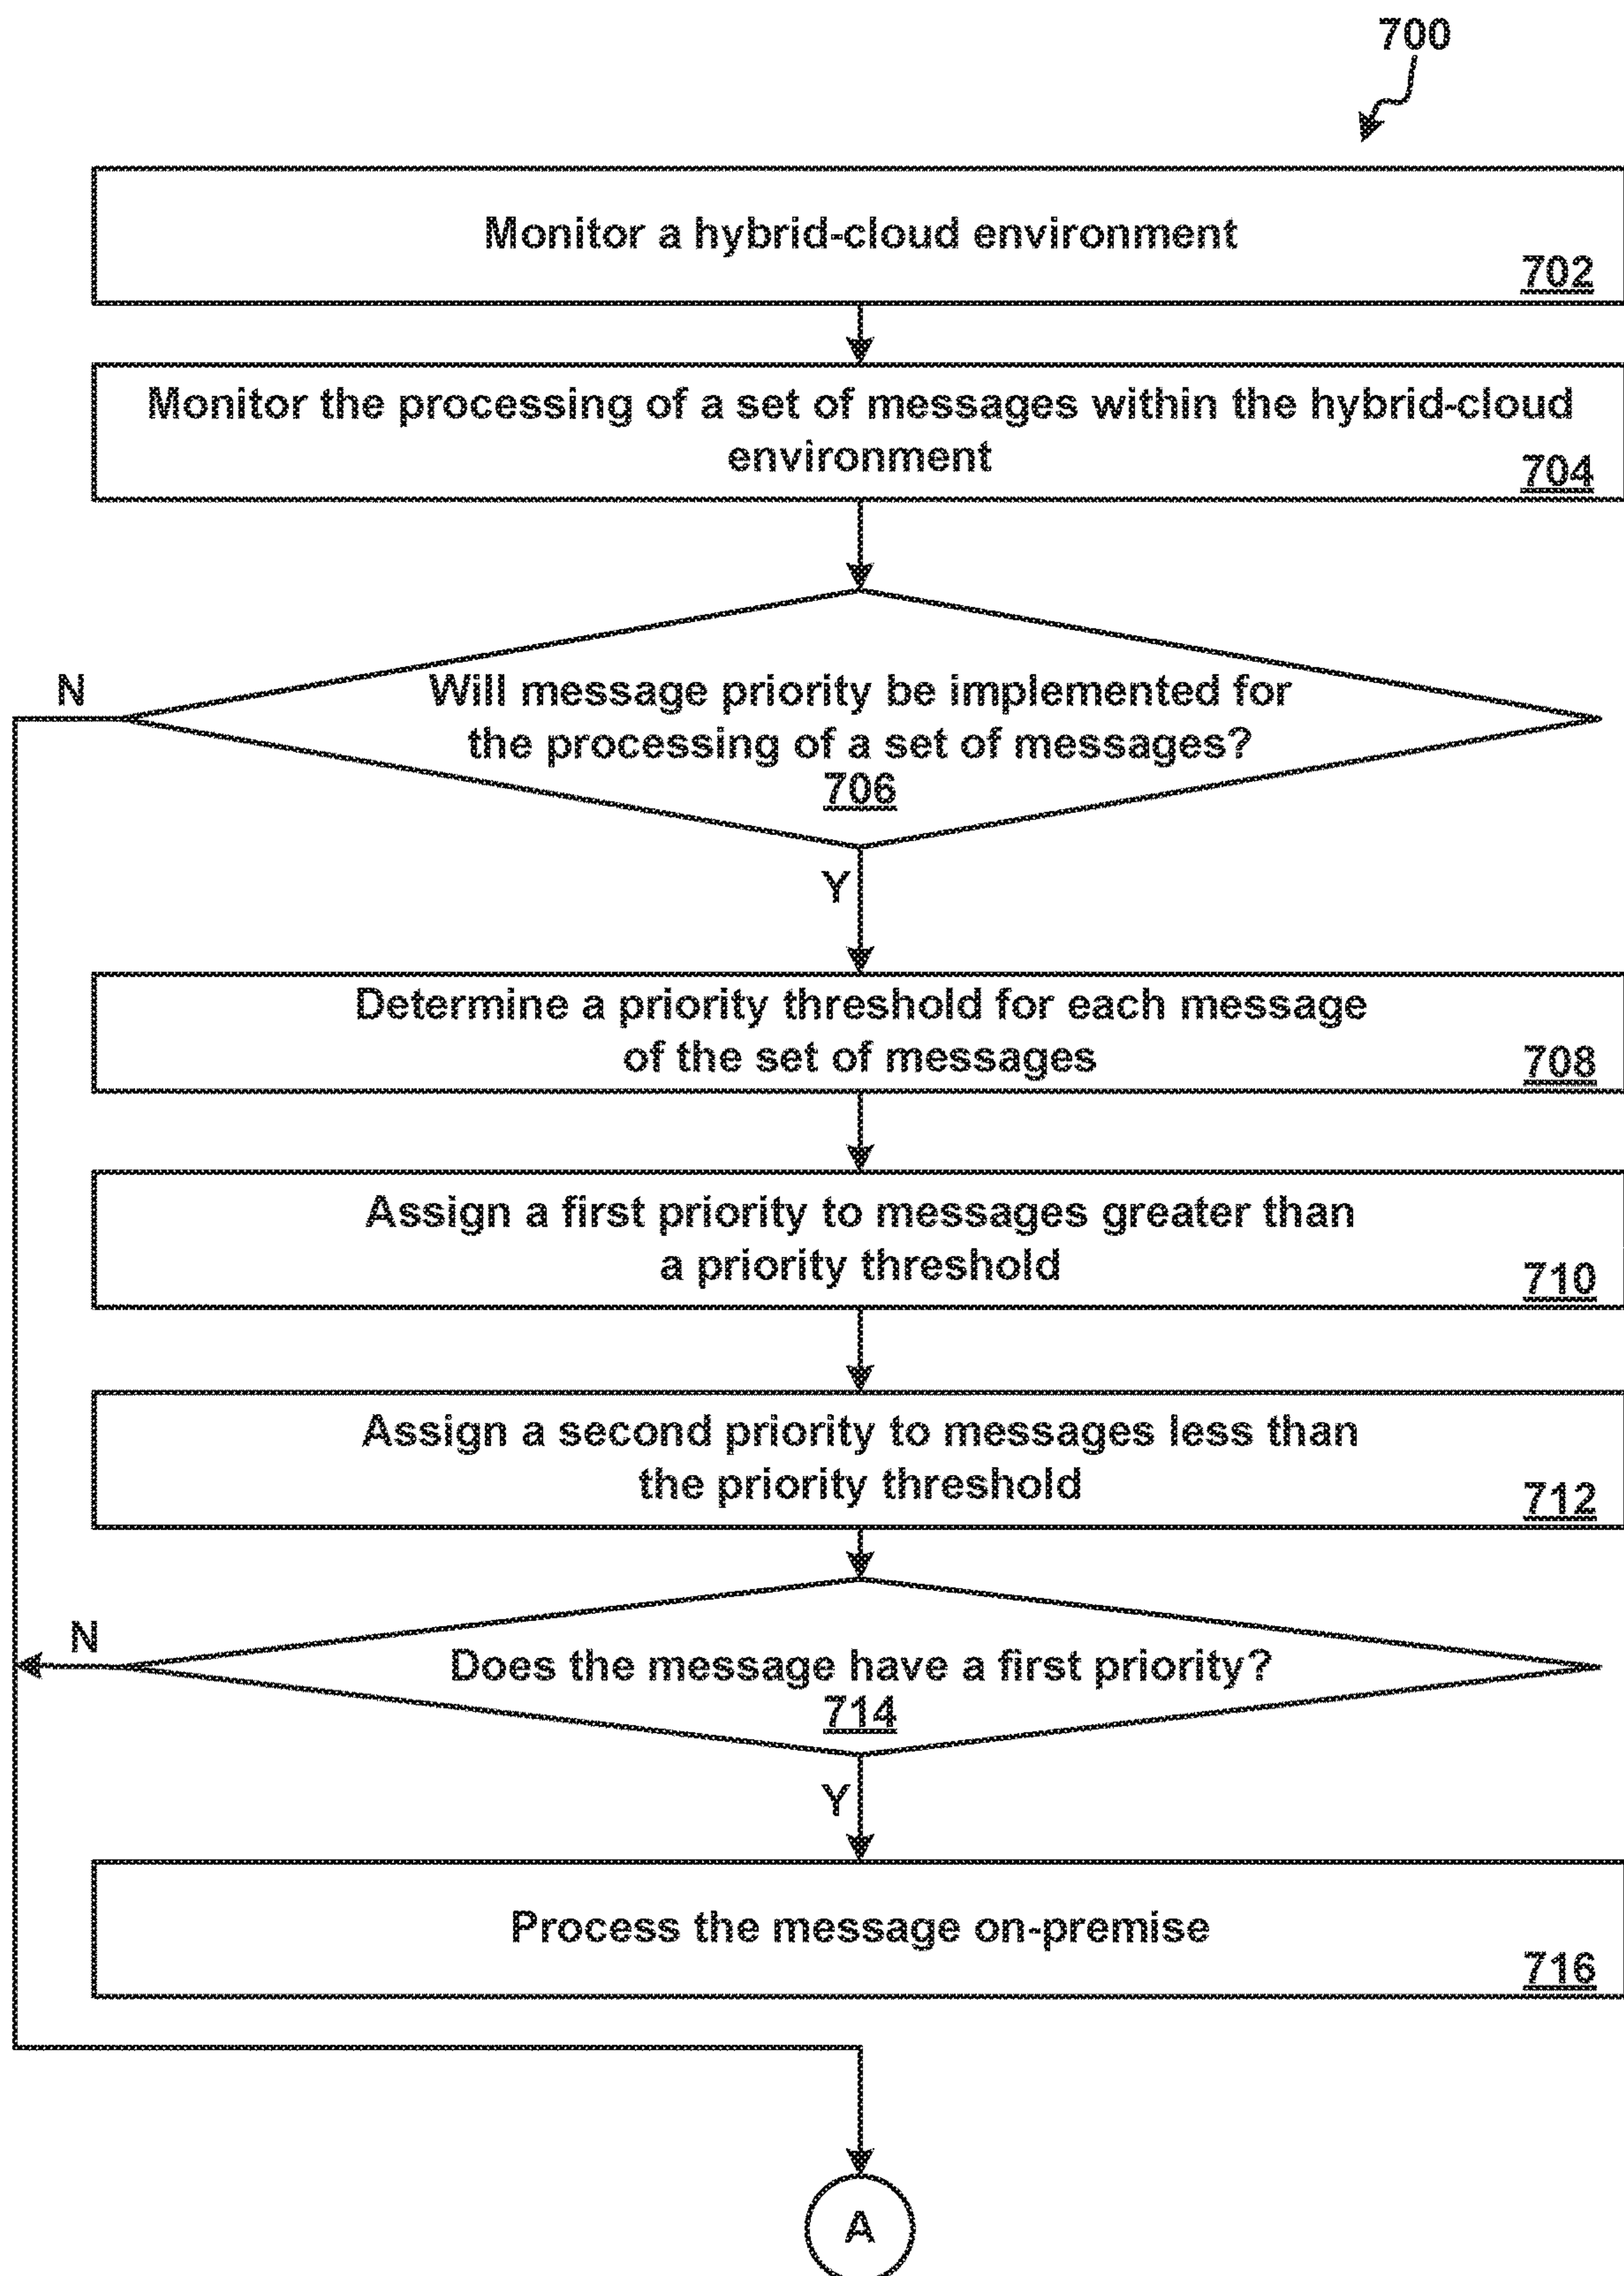 700
Monitor a hybrid-cloud environment
702
Monitor the processing of a set of messages within the hybrid-cloud
environment
704
N
Will message priority be implemented for
the processing of a set of messages?
706
Y
Determine a priority threshold for each message
of the set of messages
708
Assign a first priority to messages greater than
a priority threshold
710
Assign a second priority to messages less than
the priority threshold
712
N
Does the message have a first priority?
714
Y
Process the message on-premise
716
A